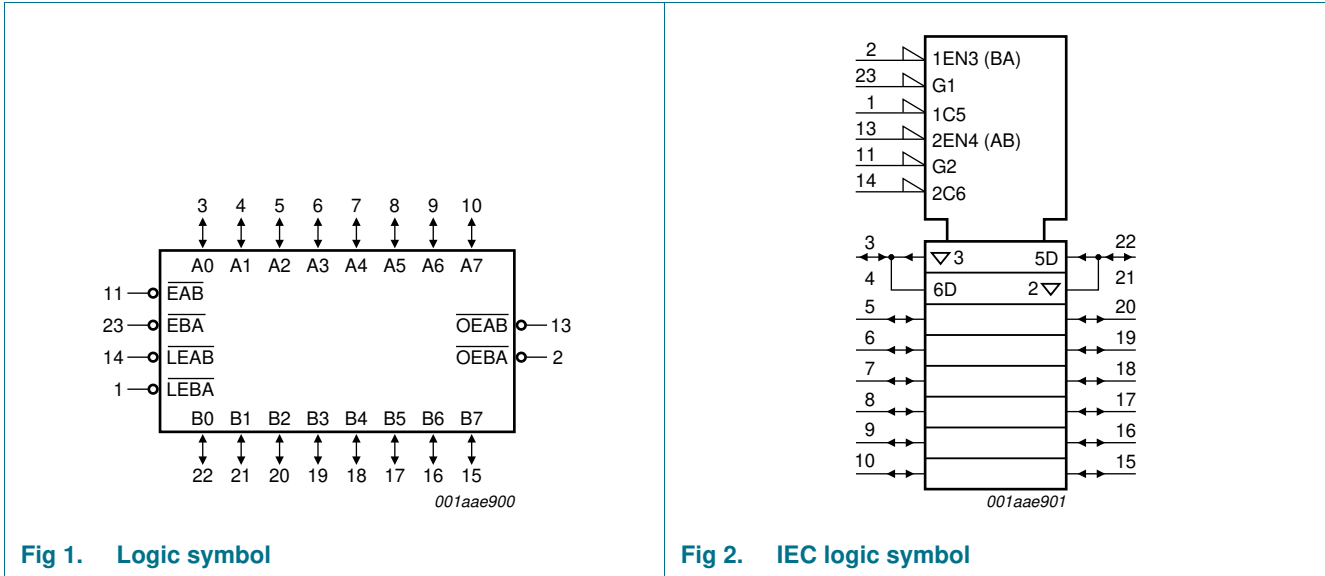 3 4 5 6 7 8 9 10
A0 A1 A2 A3 A4 A5 A6 A7
11 EAB
23 EBA OEAB 13
14 LEAB OEBA 2
1 LEBA
B0 B1 B2 B3 B4 B5 B6 B7
22 21 20 19 18 17 16 15
001aae900
Fig 1. Logic symbol
2 1EN3 (BA)
23 G1
1 1C5
13 2EN4 (AB)
11 G2
14 2C6
3 3 5D 22
4 6D 2 21
5 20
6 19
7 18
8 17
9 16
10 15
001aae901
Fig 2. IEC logic symbol